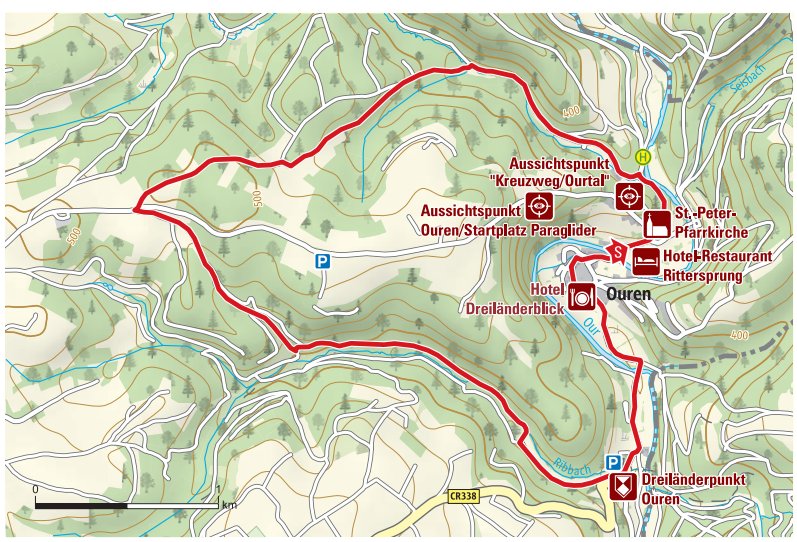 Seisbach
400
H
Aussichtspunkt
"Kreuzweg/Ourtal"
500
Aussichtspunkt
Ouren/Startplatz Paraglider
St.-Peter-
Pfarrkirche
500
S
P
Hotel-Restaurant
Rittersprung
Hotel
Dreiländerblick
Ouren
Our
400
Ribbach
P
Dreiländerpunkt
Ouren
CR338
0 1
km